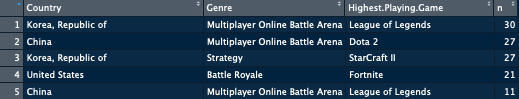 Country Genre Highest.Playing.Game n
1 Korea, Republic of Multiplayer Online Battle Arena League of Legends 30
2 China Multiplayer Online Battle Arena Dota 2 27
3 Korea, Republic of Strategy StarCraft II 27
4 United States Battle Royale Fortnite 21
5 China Multiplayer Online Battle Arena League of Legends 11